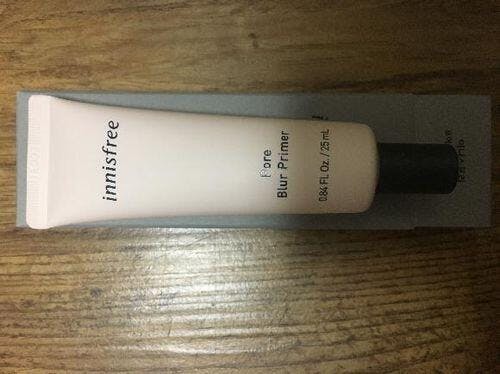 innisfree
Pore
Blur Primer
0.84 FL Oz. / 25 mL